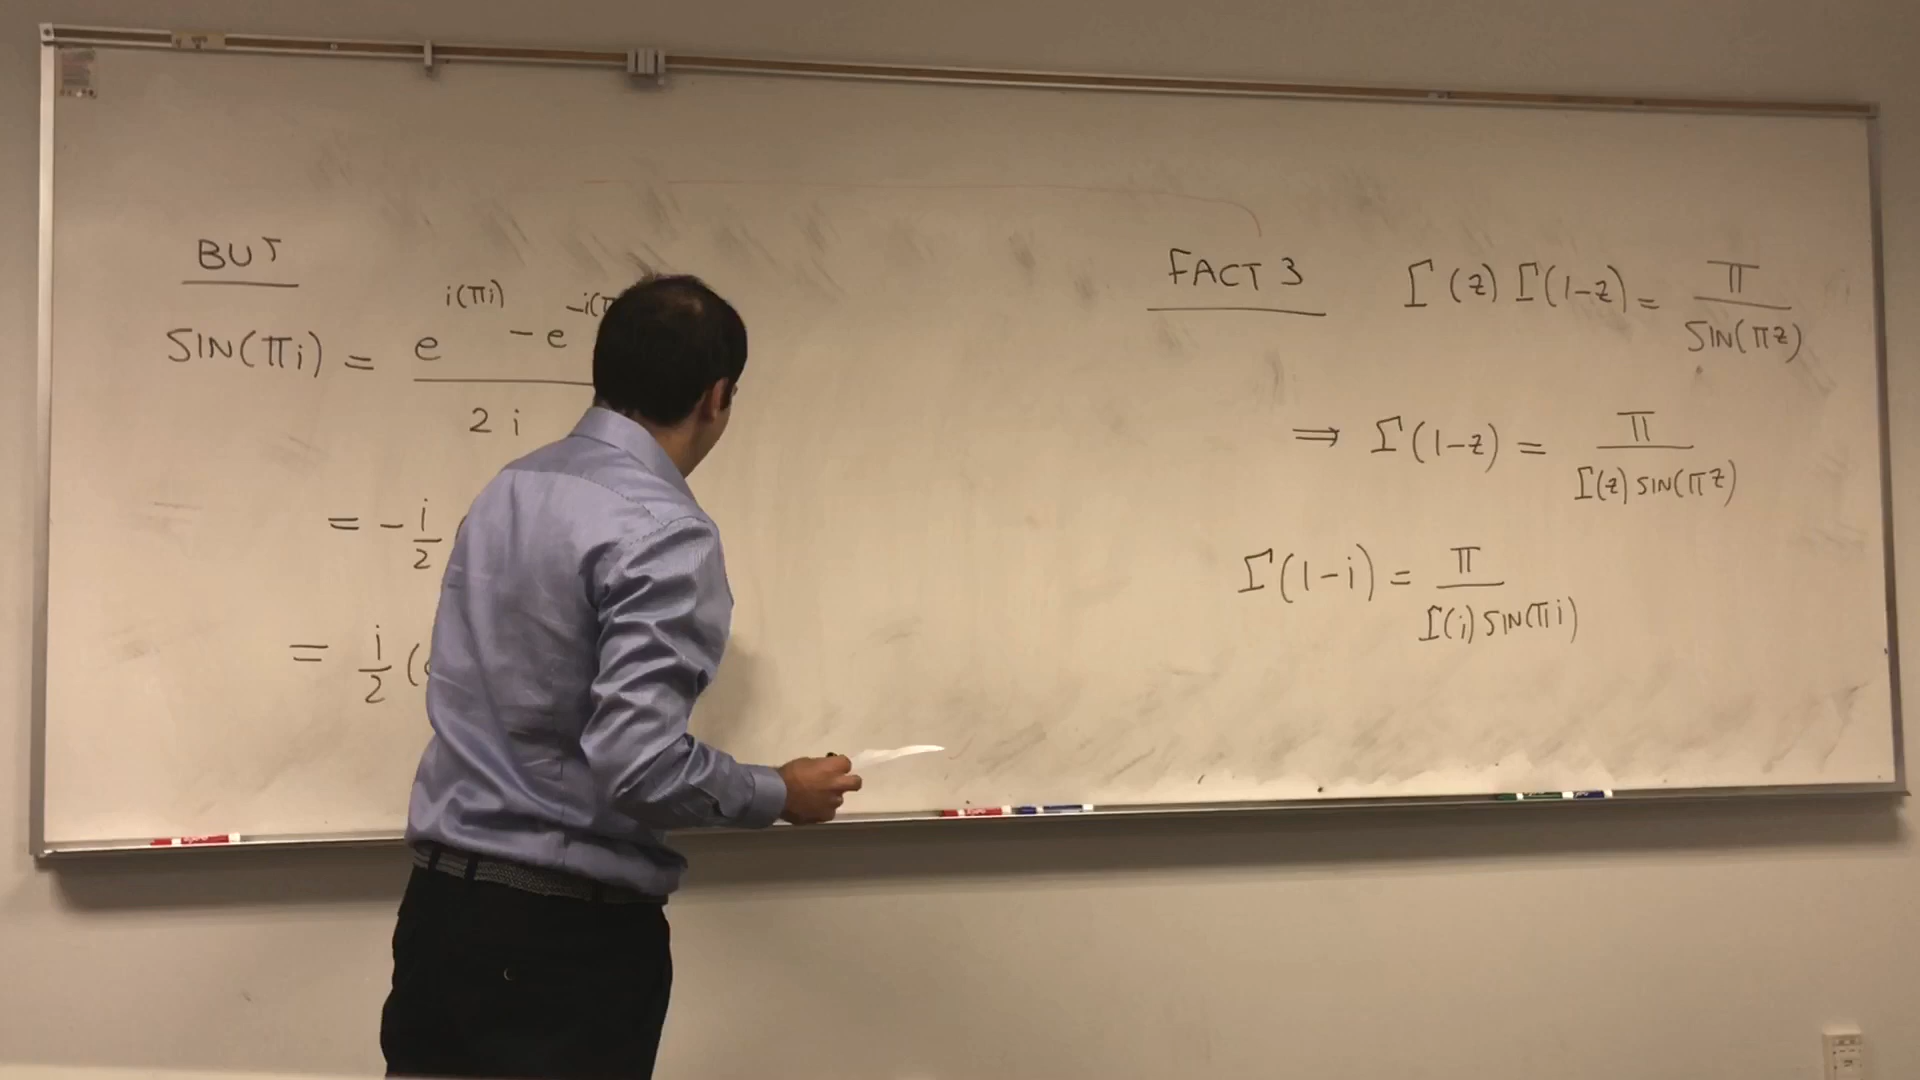 BUT
SIN(πi) = e^i(πi) - e^-i(π
2i
= -i/2 (
= i/2 (
FACT 3 Γ(z) Γ(1-z) = π/SIN(πz)
⇒ Γ(1-z) = π/Γ(z) SIN(πz)
Γ(1-i) = π/Γ(i) SIN(πi)